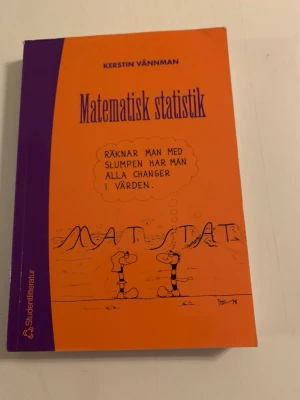 KERSTIN VÄNNMAN
Matematisk statistik
RÄKNAR MAN MED
SLUMPEN HAR MAN
ALLA CHANSER
I VÄRDEN.
MAT STAT
Studentlitteratur